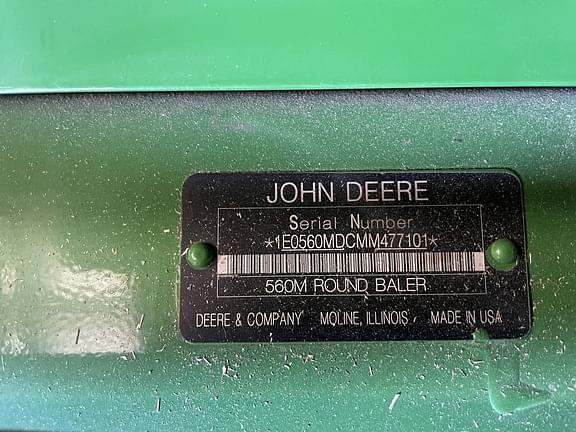 JOHN DEERE
Serial Number
*1E0560MDCMM477101*
560M ROUND BALER
DEERE & COMPANY MOLINE, ILLINOIS MADE IN USA